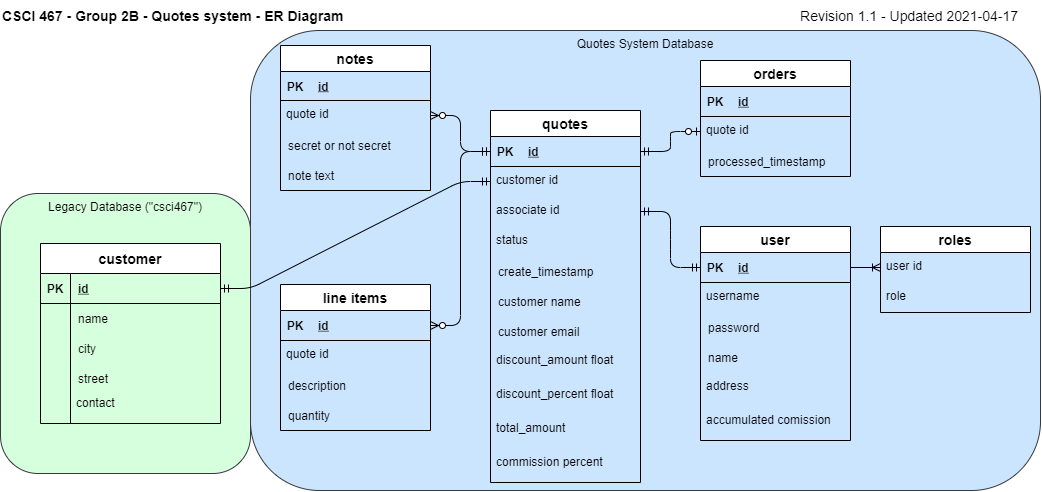 CSCI 467 - Group 2B - Quotes system - ER Diagram
Revision 1.1 - Updated 2021-04-17
Quotes System Database
notes
PK id
quote id
secret or not secret
note text
quotes
PK id
customer id
associate id
status
create_timestamp
customer name
customer email
discount_amount float
discount_percent float
total_amount
commission percent
orders
PK id
quote id
processed_timestamp
Legacy Database ("csci467")
customer
PK id
name
city
street
contact
line items
PK id
quote id
description
quantity
user
PK id
username
password
name
address
accumulated comission
roles
user id
role